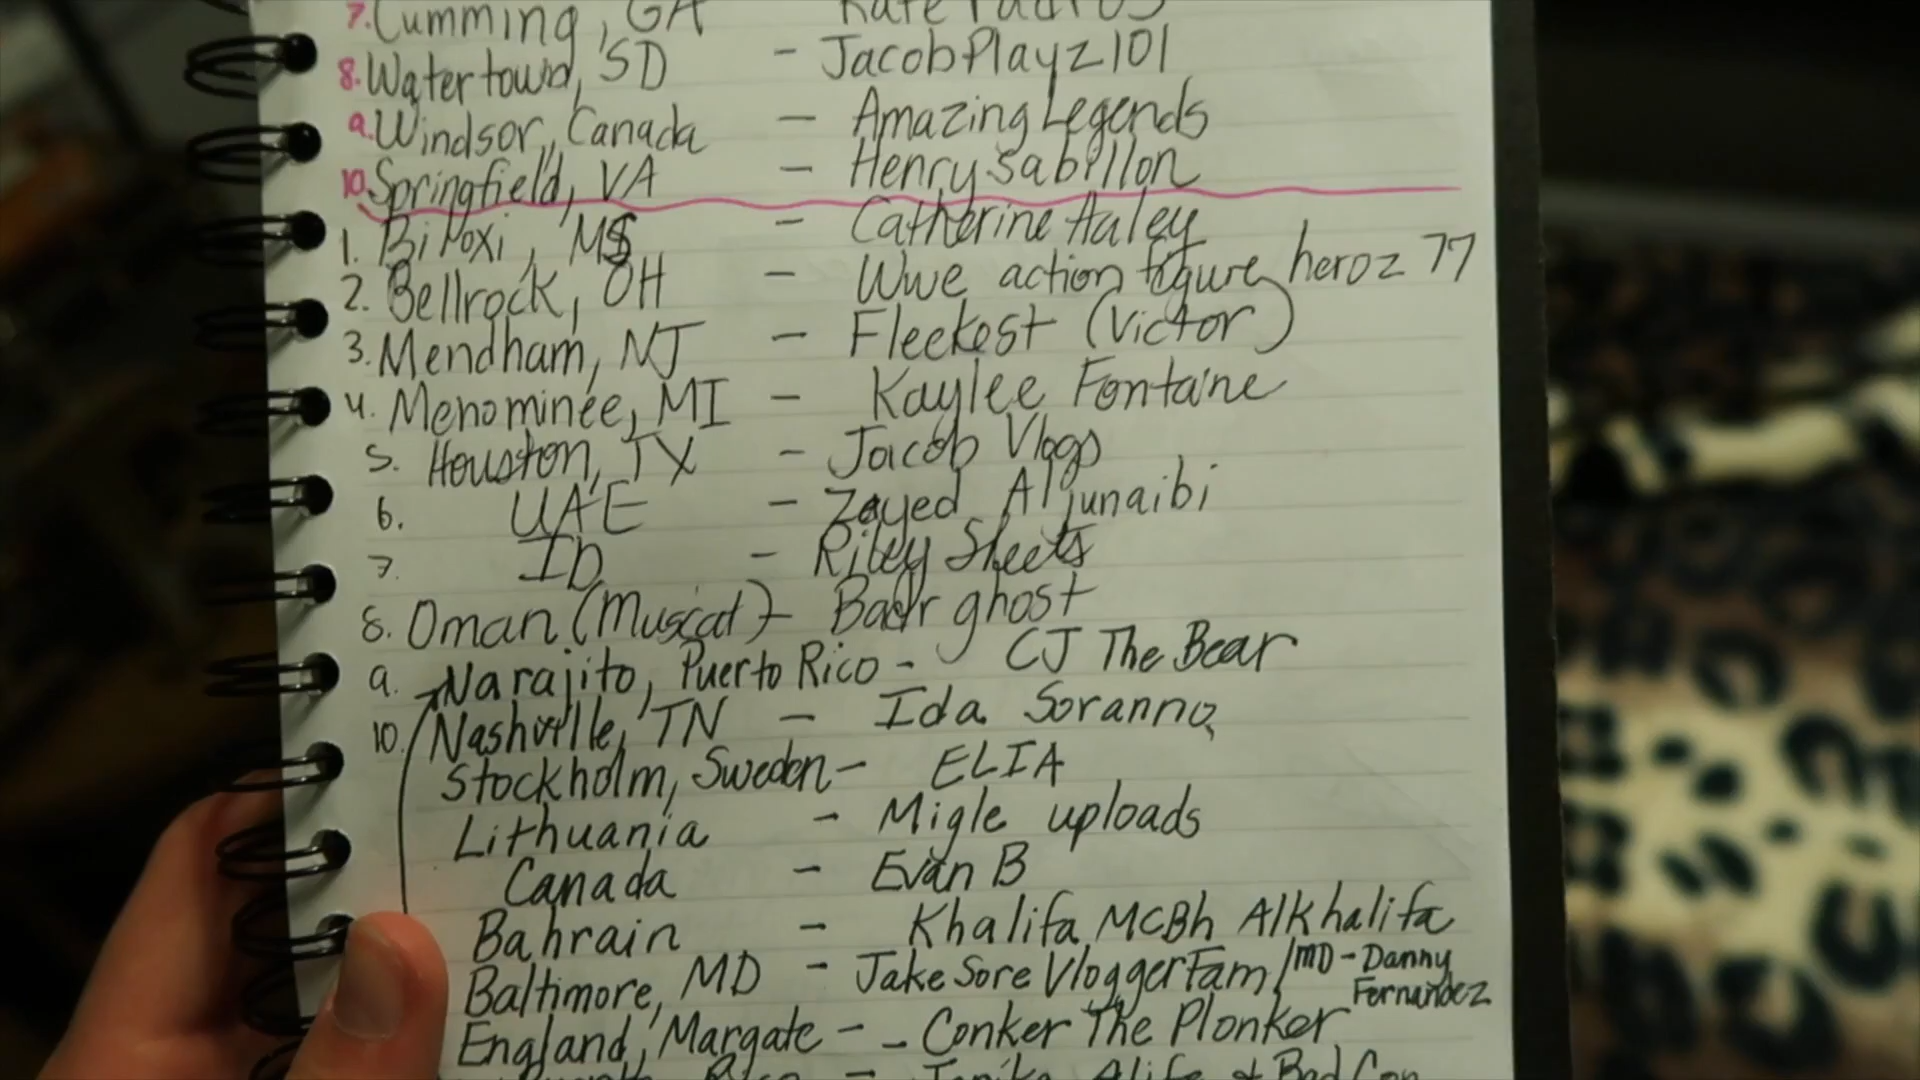 7. Cumming, GA
8. Watertown, SD - JacobPlayz101
9. Windsor, Canada - Amazing Legends
10. Springfield, VA - Henry Sabillon
1. Biloxi, MS - Catherine Haley
2. Bellrock, OH - Wwe action figure heroz 77
3. Mendham, NJ - Fleekest (Victor)
4. Menominee, MI - Kaylee Fontaine
5. Houston, TX - Jacob Vlogs
6. UAE - Zayed Aljunaibi
7. ID - Riley Sheets
8. Oman (Muscat) - Badr ghost
9. Narajito, Puerto Rico - CJ The Bear
10. Nashville, TN - Ida Soranno
Stockholm, Sweden - ELIA
Lithuania - Migle uploads
Canada - Evan B
Bahrain - Khalifa MCBh AlKhalifa
Baltimore, MD - Jake Sore VloggerFam / MD - Danny Fernandez
England, Margate - - Conker The Plonker